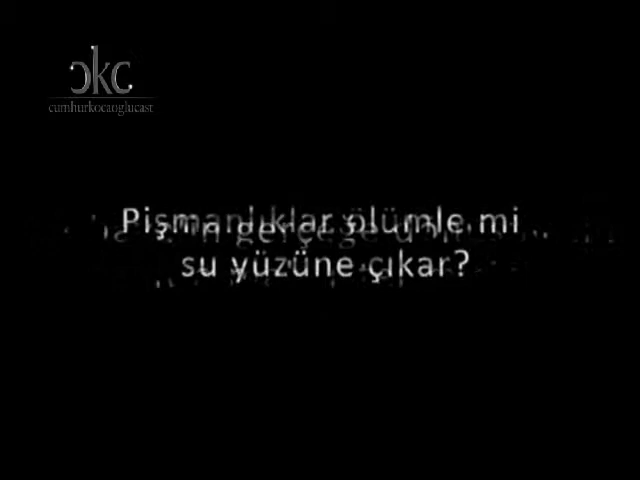 ckc
cumhurkocaoglucast
Pişmanlıklar ölümle mi
su yüzüne çıkar?